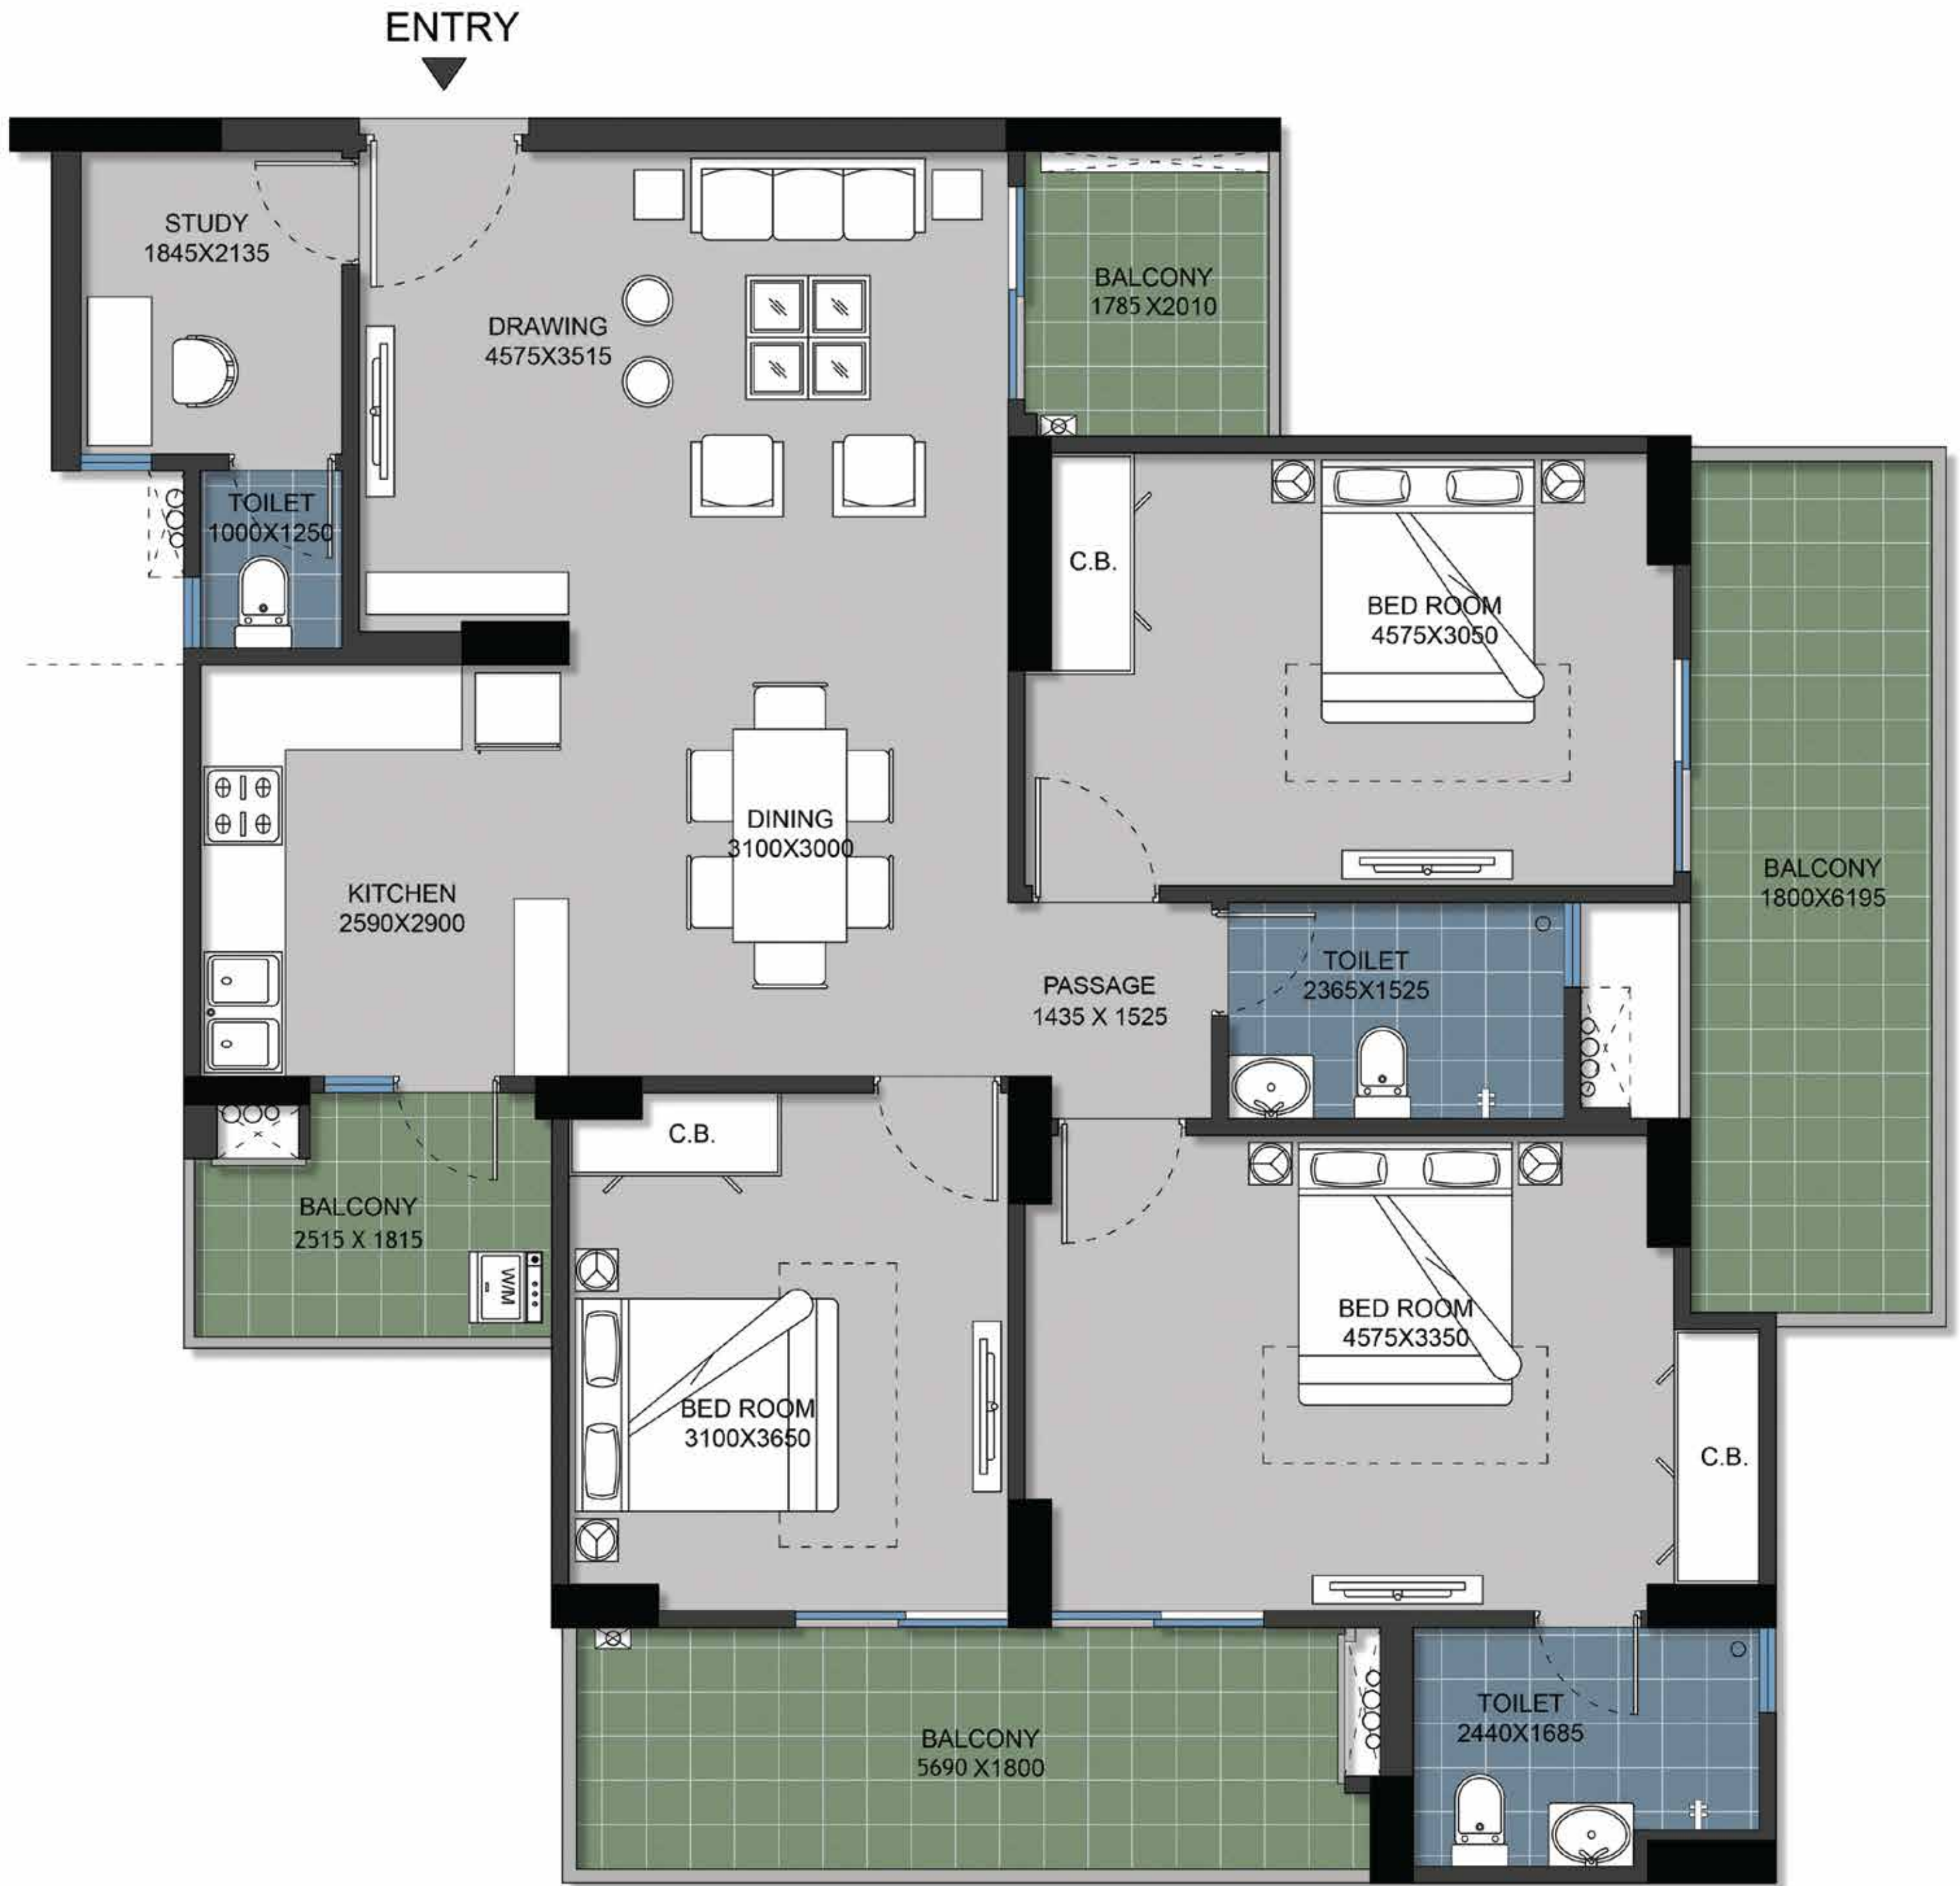 ENTRY
STUDY
1845X2135
DRAWING
4575X3515
BALCONY
1785 X2010
TOILET
1000X1250
C.B.
BED ROOM
4575X3050
DINING
3100X3000
KITCHEN
2590X2900
BALCONY
1800X6195
PASSAGE
1435 X 1525
TOILET
2365X1525
C.B.
BALCONY
2515 X 1815
W/M
BED ROOM
4575X3350
BED ROOM
3100X3650
C.B.
BALCONY
5690 X1800
TOILET
2440X1685